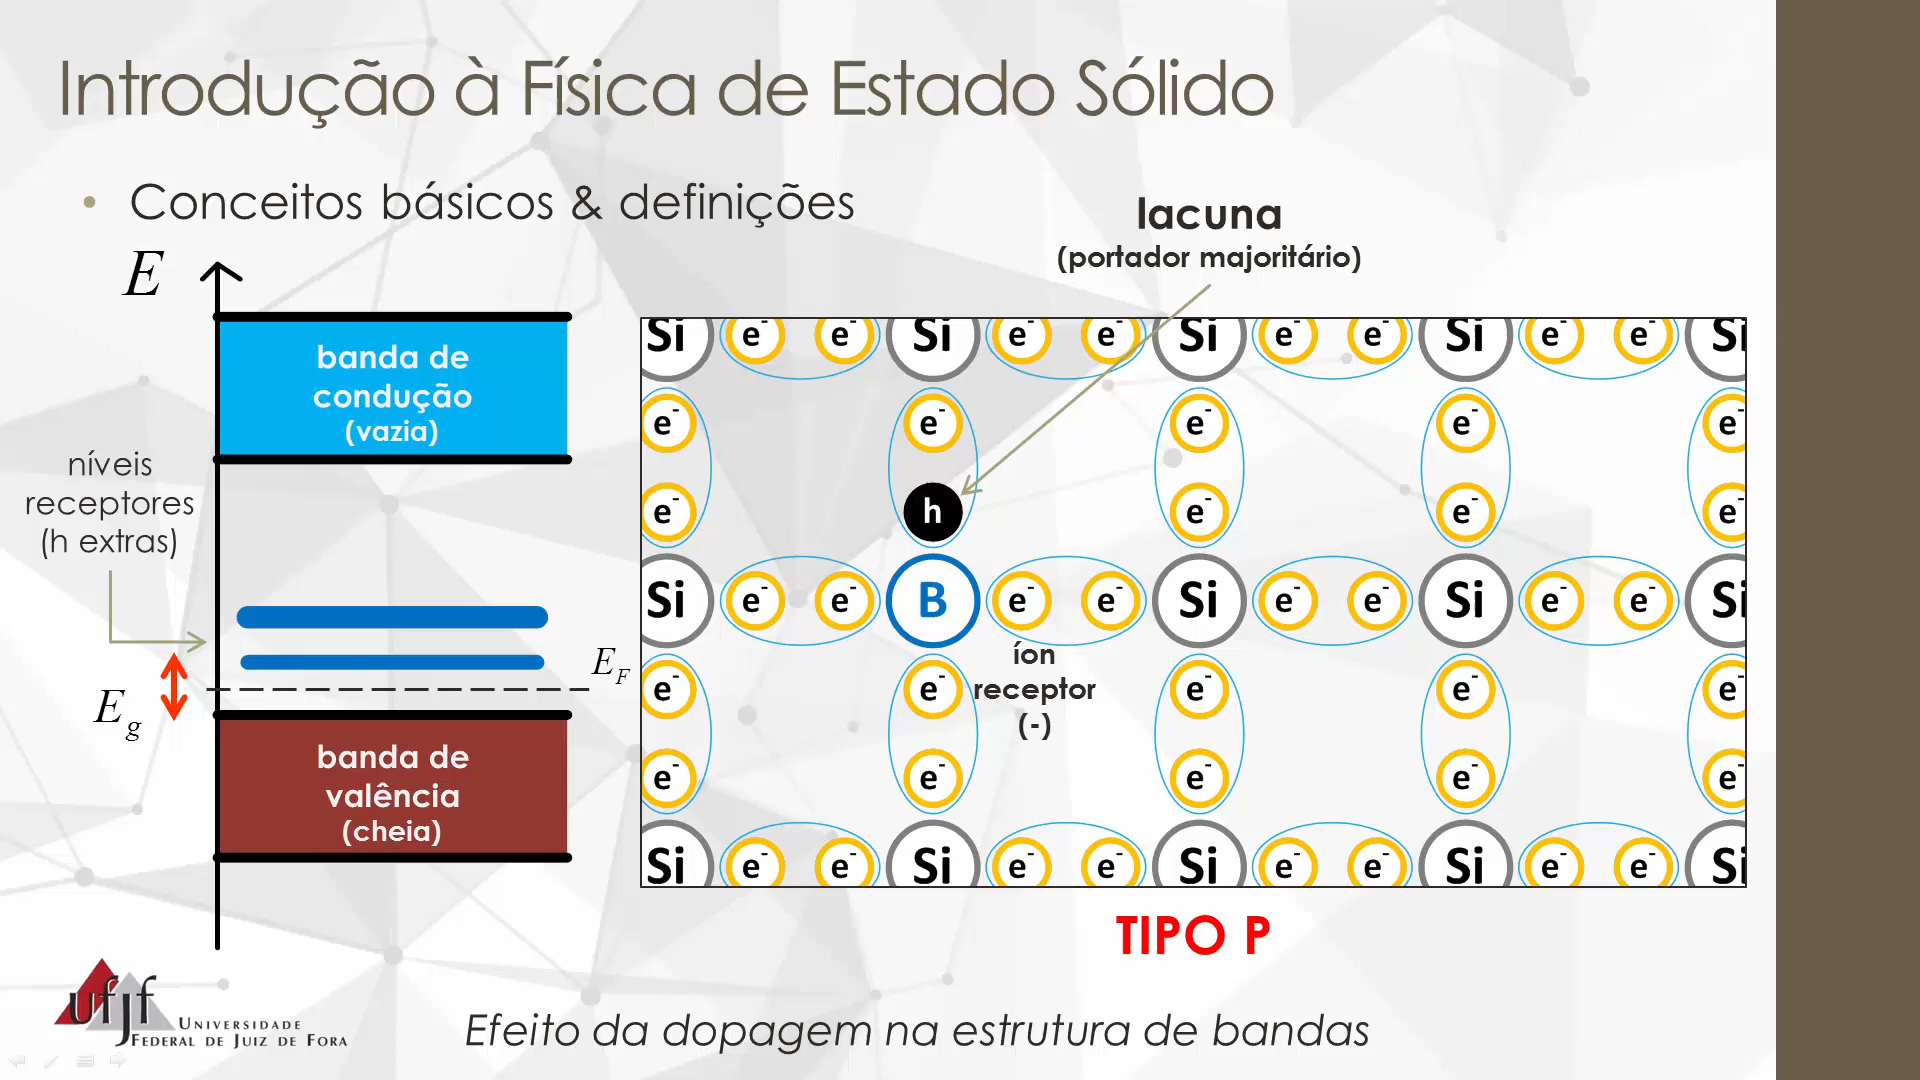 Introdução à Física de Estado Sólido
• Conceitos básicos & definições
lacuna
(portador majoritário)
E
banda de
condução
(vazia)
níveis
receptores
(h extras)
E_F
E_g
banda de
valência
(cheia)
Si e⁻ e⁻ Si e⁻ e⁻ Si e⁻ e⁻ Si e⁻ e⁻ Si
e⁻ e⁻ e⁻ e⁻ e⁻
e⁻ h e⁻ e⁻ e⁻
Si e⁻ e⁻ B e⁻ e⁻ Si e⁻ e⁻ Si e⁻ e⁻ Si
íon
receptor
(-)
e⁻ e⁻ e⁻ e⁻ e⁻
e⁻ e⁻ e⁻ e⁻ e⁻
Si e⁻ e⁻ Si e⁻ e⁻ Si e⁻ e⁻ Si e⁻ e⁻ Si
TIPO P
ufjf
UNIVERSIDADE
FEDERAL DE JUIZ DE FORA
Efeito da dopagem na estrutura de bandas